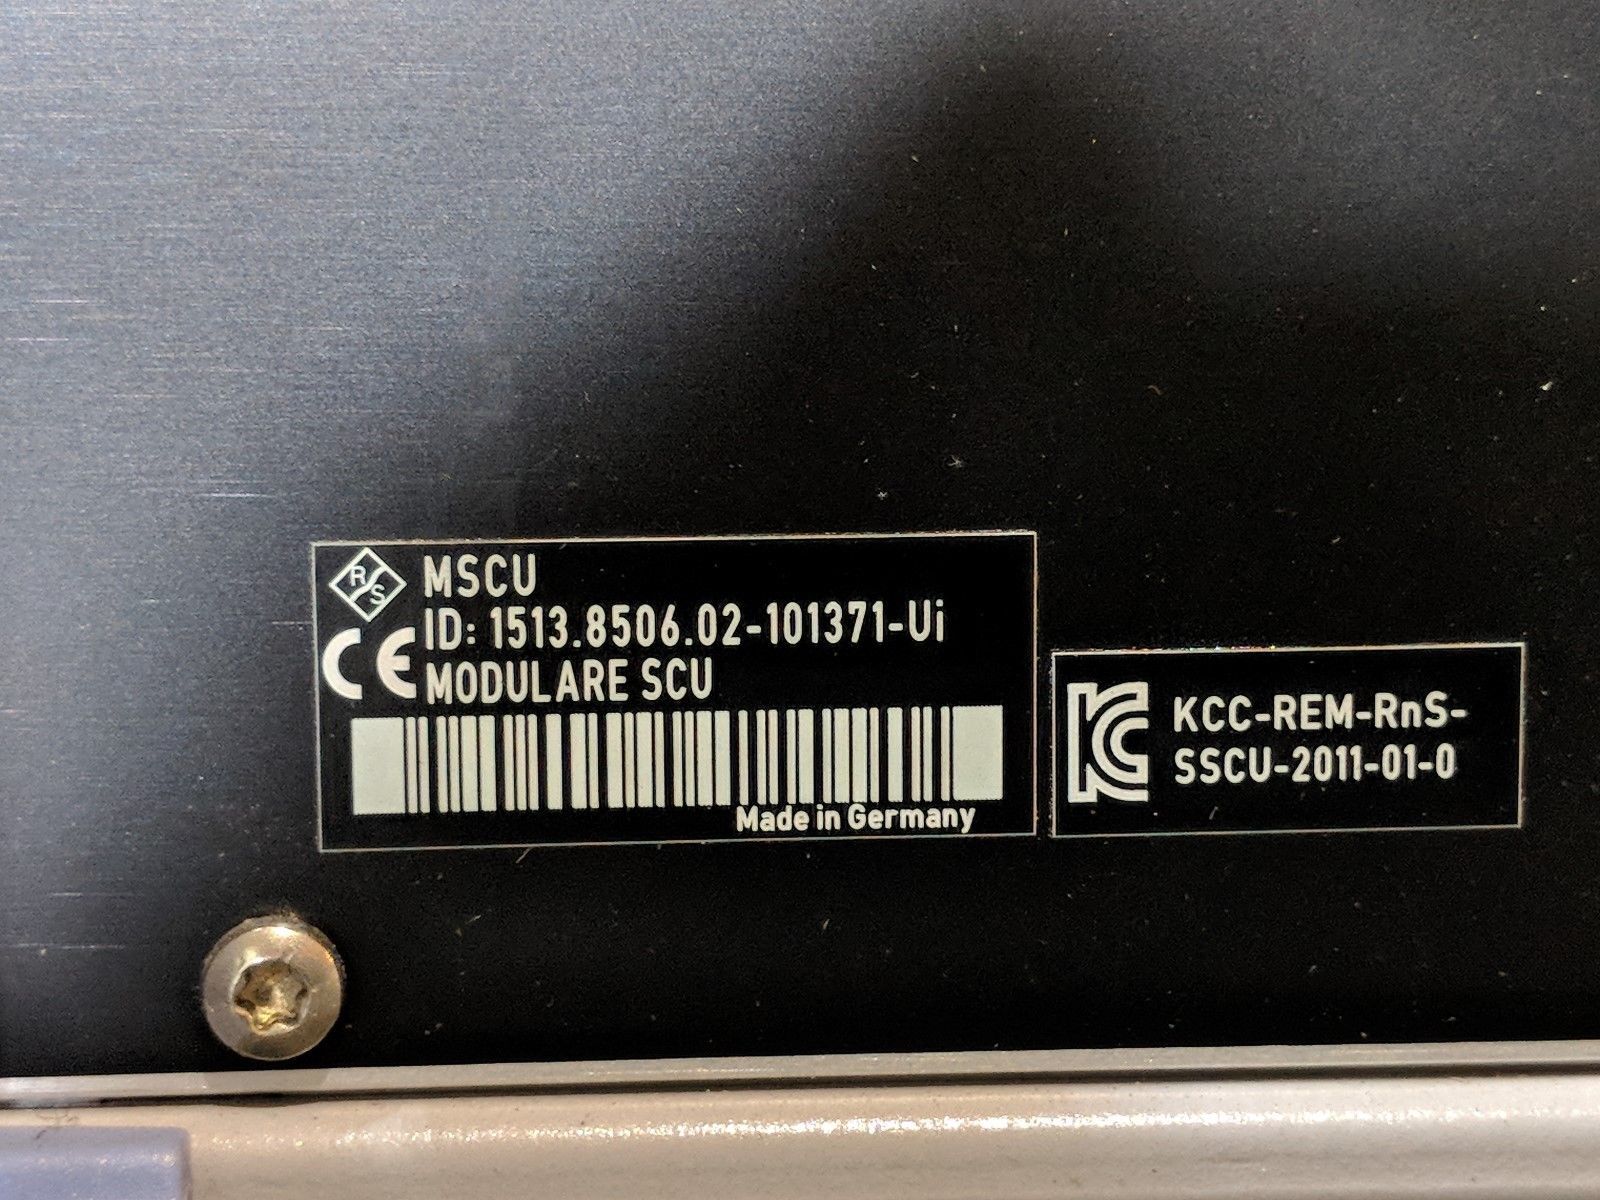 R S
MSCU
ID: 1513.8506.02-101371-Ui
CE MODULARE SCU
Made in Germany
KCC-REM-RnS-
SSCU-2011-01-0